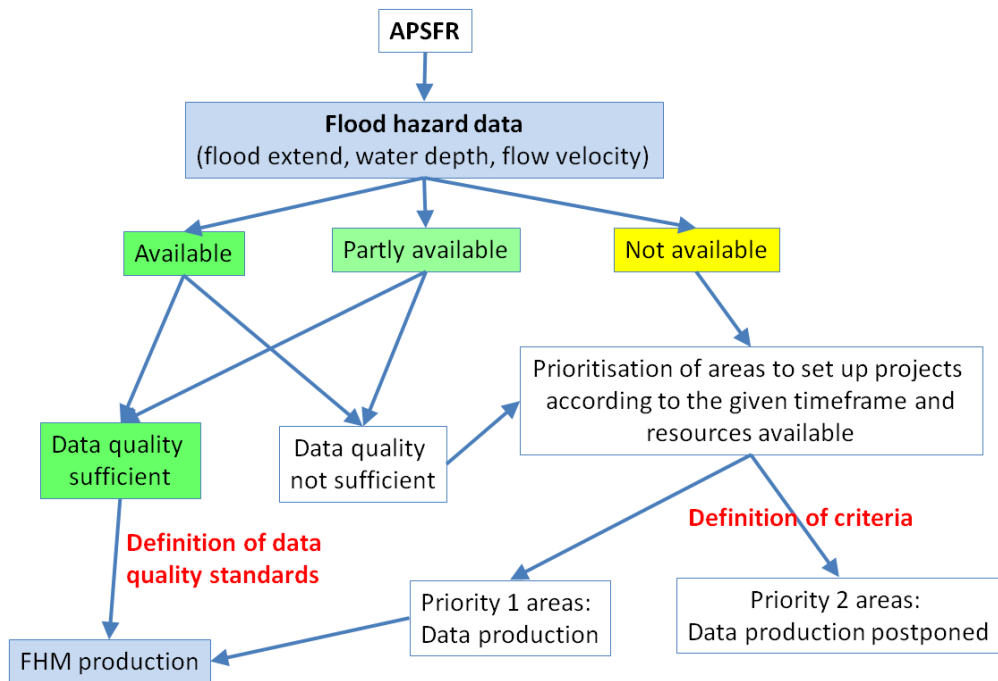 APSFR
Flood hazard data
(flood extend, water depth, flow velocity)
Available
Partly available
Not available
Prioritisation of areas to set up projects
according to the given timeframe and
resources available
Data quality
sufficient
Data quality
not sufficient
Definition of data
quality standards
Definition of criteria
Priority 1 areas:
Data production
Priority 2 areas:
Data production postponed
FHM production